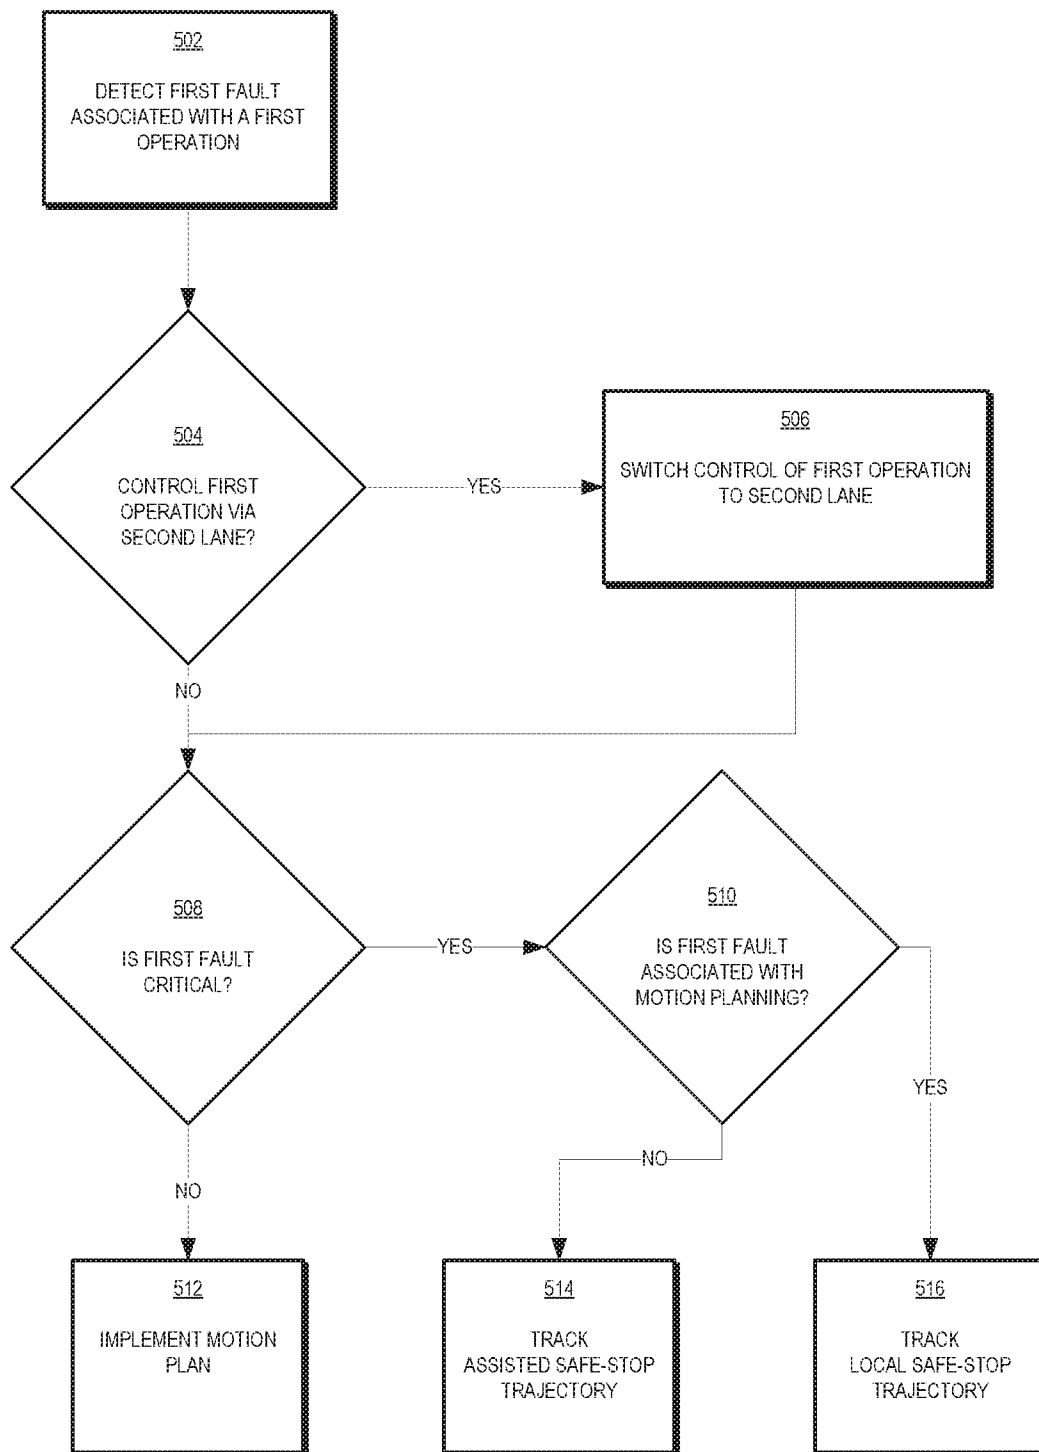 502
DETECT FIRST FAULT
ASSOCIATED WITH A FIRST
OPERATION
504
CONTROL FIRST
OPERATION VIA
SECOND LANE?
YES
506
SWITCH CONTROL OF FIRST OPERATION
TO SECOND LANE
NO
508
IS FIRST FAULT
CRITICAL?
YES
510
IS FIRST FAULT
ASSOCIATED WITH
MOTION PLANNING?
YES
NO
NO
512
IMPLEMENT MOTION
PLAN
514
TRACK
ASSISTED SAFE-STOP
TRAJECTORY
516
TRACK
LOCAL SAFE-STOP
TRAJECTORY